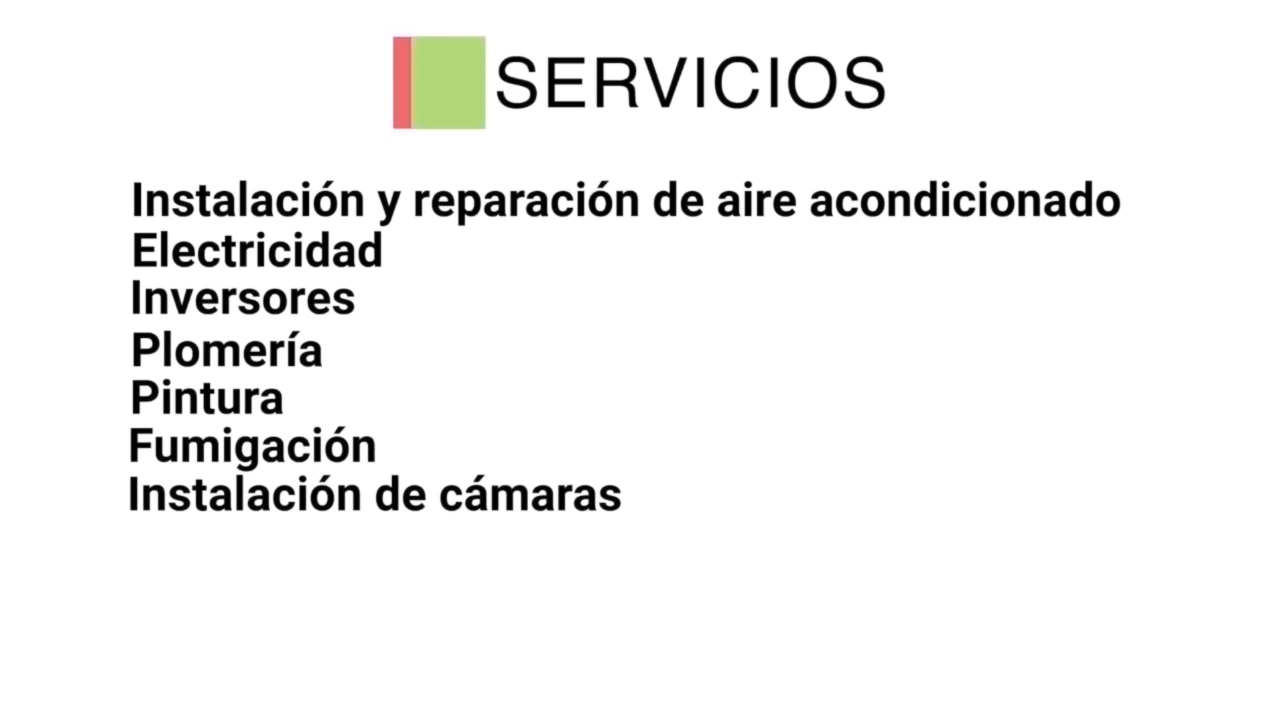 SERVICIOS
Instalación y reparación de aire acondicionado
Electricidad
Inversores
Plomería
Pintura
Fumigación
Instalación de cámaras